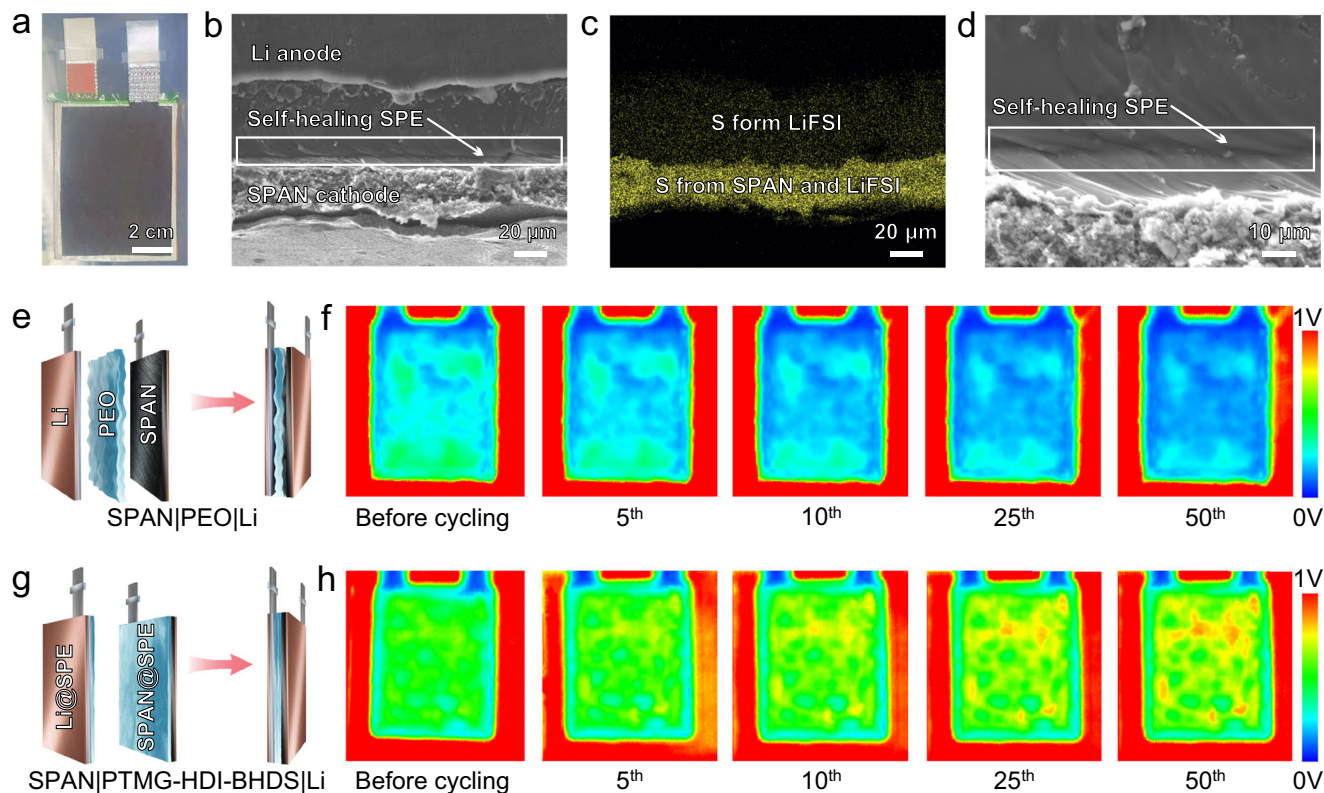 a
2 cm
b
Li anode
Self-healing SPE
SPAN cathode
20 μm
c
S form LiFSI
S from SPAN and LiFSI
20 μm
d
Self-healing SPE
10 μm
e
Li
PEO
SPAN
SPAN|PEO|Li
f
Before cycling
5th
10th
25th
50th
1V
0V
g
Li@SPE
SPAN@SPE
SPAN|PTMG-HDI-BHDS|Li
h
Before cycling
5th
10th
25th
50th
1V
0V